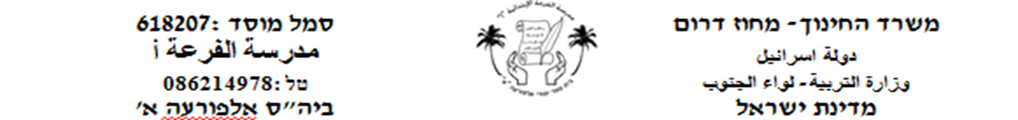 משרד החינוך- מחוז דרום
دولة اسرائيل
وزارة التربية- لواء الجنوب
מדינת ישראל
סמל מוסד :618207
مدرسة الفرعة أ
טל :086214978
ביה"ס אלפורעה א'